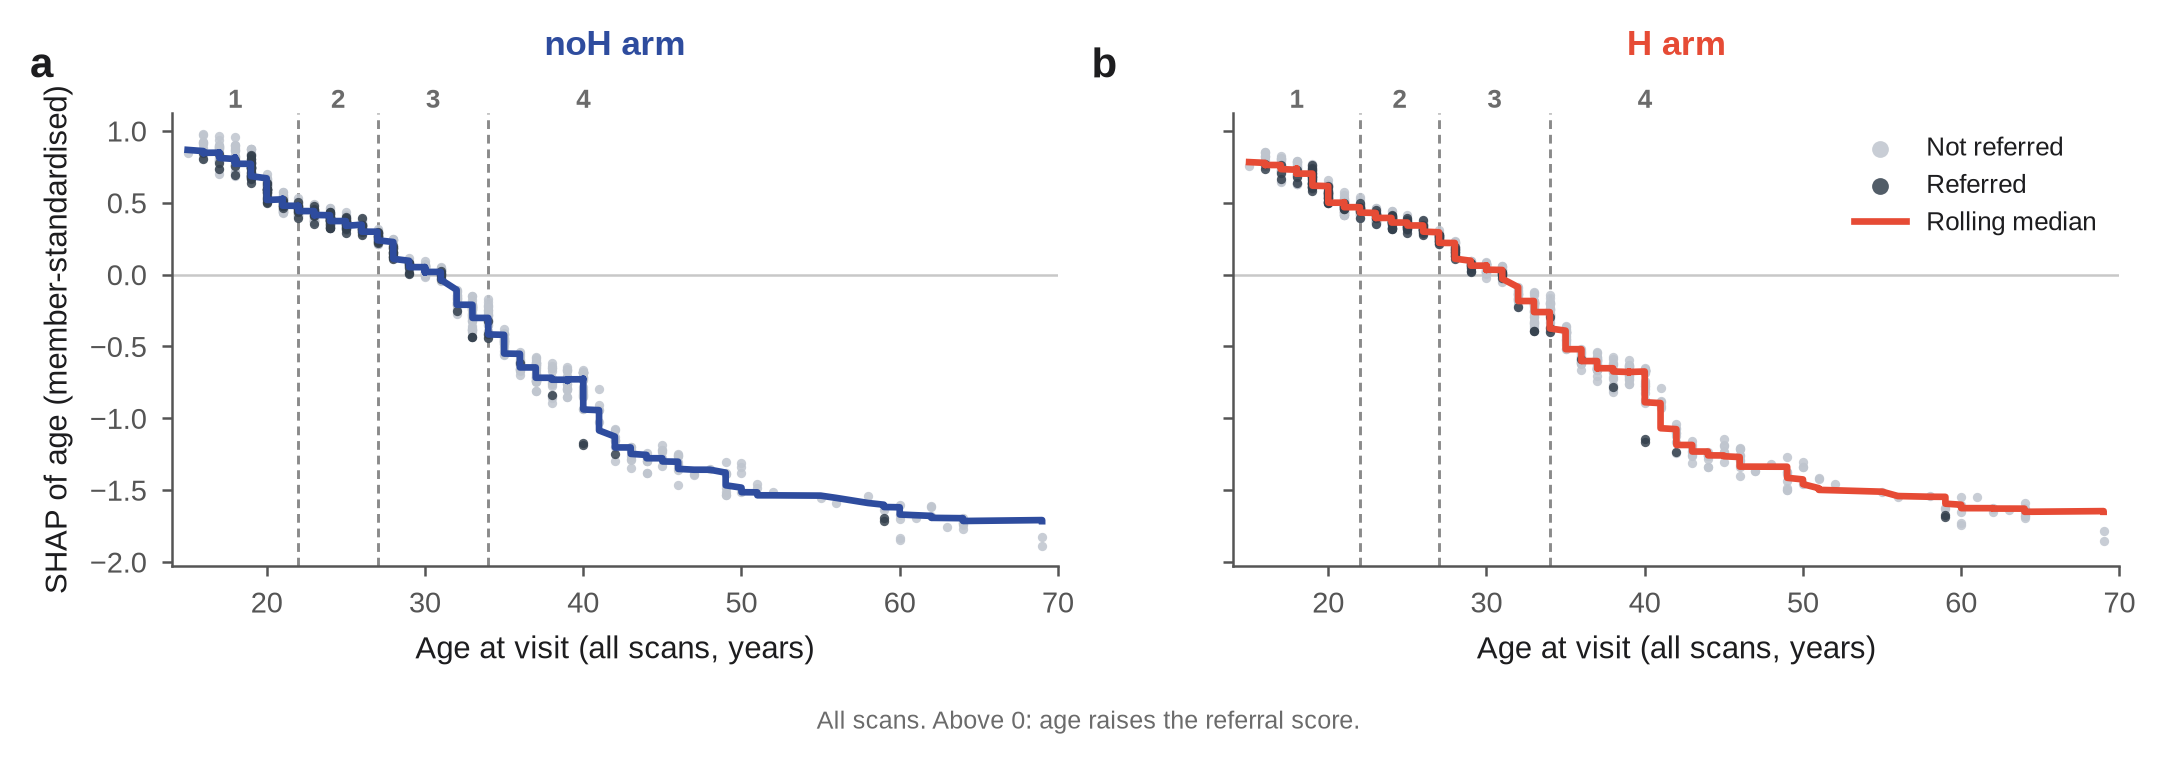 a
noH arm
1 2 3 4
SHAP of age (member-standardised)
1.0
0.5
0.0
−0.5
−1.0
−1.5
−2.0
20 30 40 50 60 70
Age at visit (all scans, years)
b
H arm
1 2 3 4
Not referred
Referred
Rolling median
20 30 40 50 60 70
Age at visit (all scans, years)
All scans. Above 0: age raises the referral score.